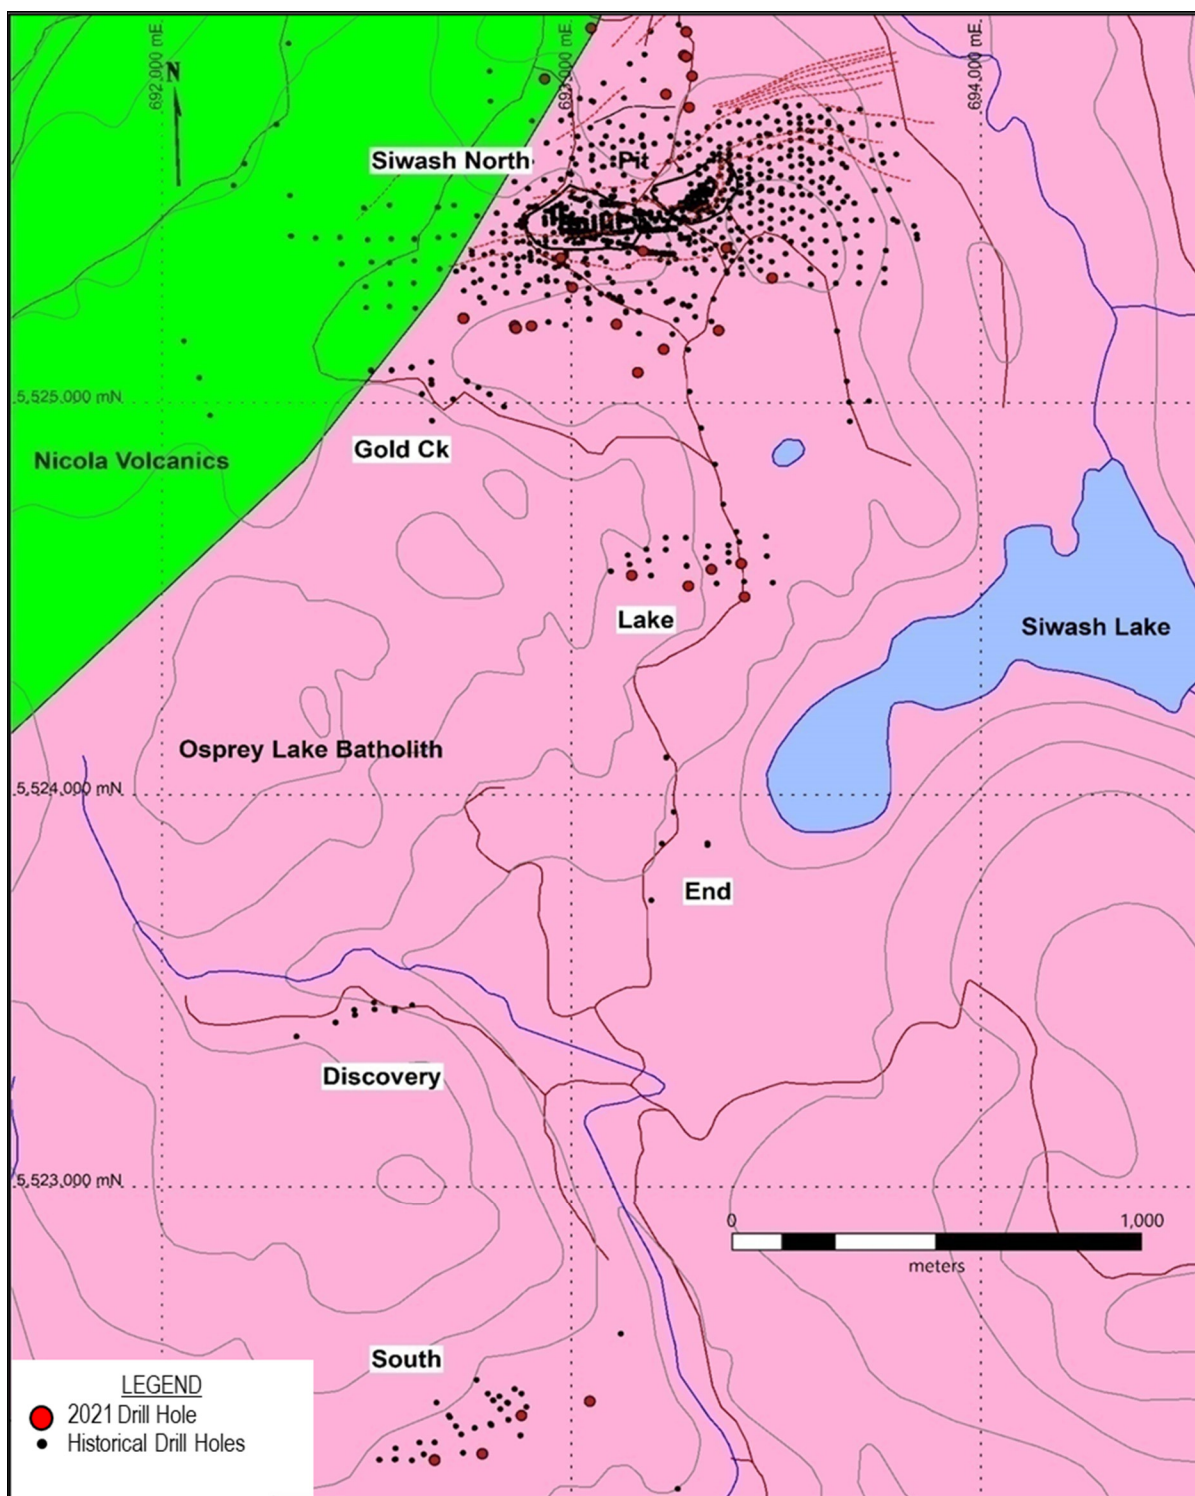 692,000 mE
693,000 mE
694,000 mE
N
Siwash North
Pit
5,525,000 mN
Gold Ck
Nicola Volcanics
Lake
Siwash Lake
Osprey Lake Batholith
5,524,000 mN
End
Discovery
5,523,000 mN
0
1,000
meters
South
LEGEND
2021 Drill Hole
Historical Drill Holes